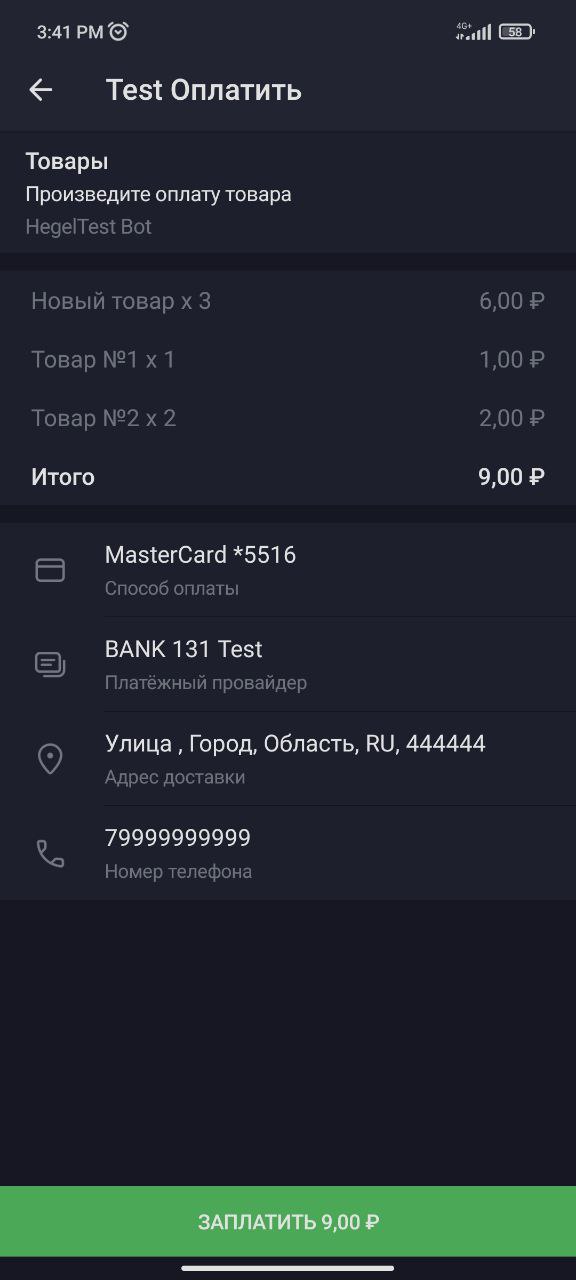 3:41 PM
4G+
58
Test Оплатить
Товары
Произведите оплату товара
HegelTest Bot
Новый товар x 3 6,00 ₽
Товар №1 x 1 1,00 ₽
Товар №2 x 2 2,00 ₽
Итого 9,00 ₽
MasterCard *5516
Способ оплаты
BANK 131 Test
Платёжный провайдер
Улица , Город, Область, RU, 444444
Адрес доставки
79999999999
Номер телефона
ЗАПЛАТИТЬ 9,00 ₽